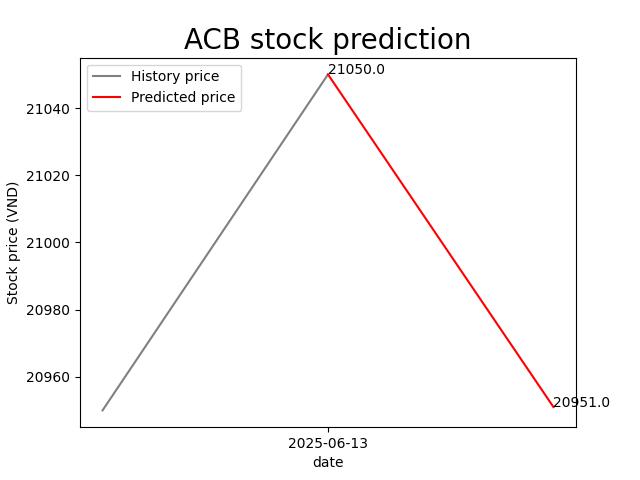 ACB stock prediction
History price
Predicted price
21050.0
21040
21020
21000
20980
20960
Stock price (VND)
20951.0
2025-06-13
date